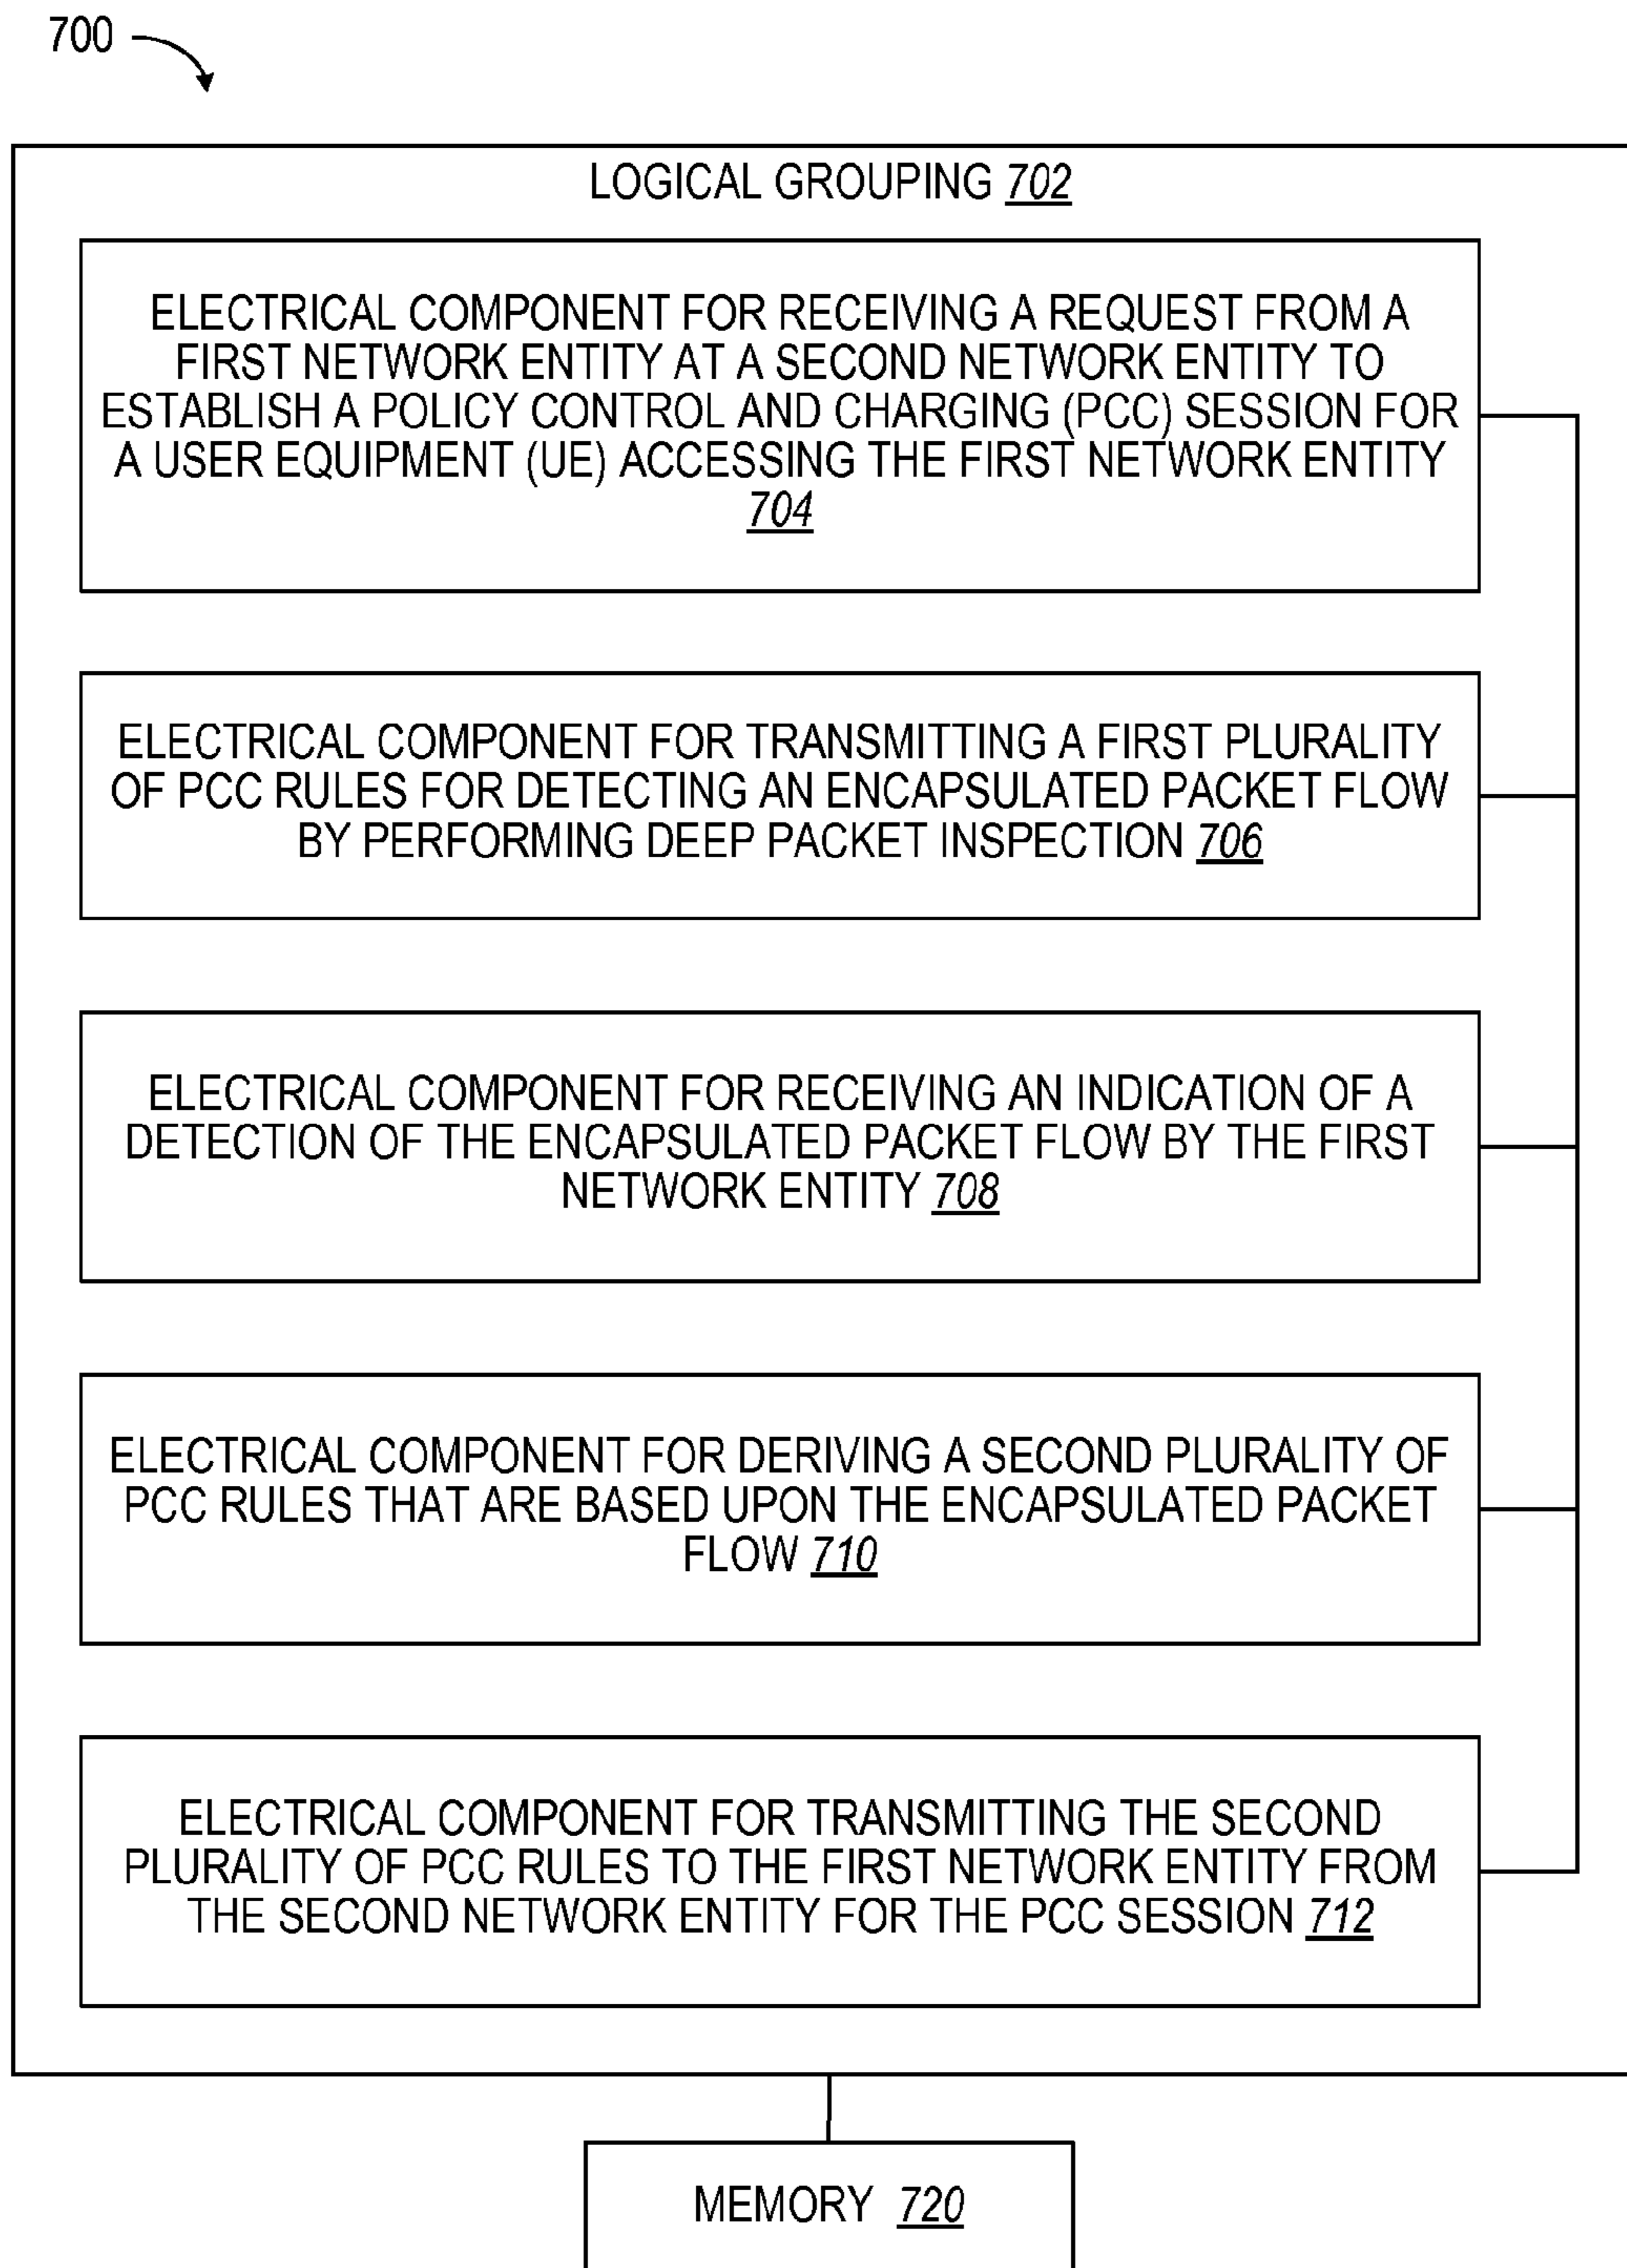 700
LOGICAL GROUPING 702
ELECTRICAL COMPONENT FOR RECEIVING A REQUEST FROM A
FIRST NETWORK ENTITY AT A SECOND NETWORK ENTITY TO
ESTABLISH A POLICY CONTROL AND CHARGING (PCC) SESSION FOR
A USER EQUIPMENT (UE) ACCESSING THE FIRST NETWORK ENTITY
704
ELECTRICAL COMPONENT FOR TRANSMITTING A FIRST PLURALITY
OF PCC RULES FOR DETECTING AN ENCAPSULATED PACKET FLOW
BY PERFORMING DEEP PACKET INSPECTION 706
ELECTRICAL COMPONENT FOR RECEIVING AN INDICATION OF A
DETECTION OF THE ENCAPSULATED PACKET FLOW BY THE FIRST
NETWORK ENTITY 708
ELECTRICAL COMPONENT FOR DERIVING A SECOND PLURALITY OF
PCC RULES THAT ARE BASED UPON THE ENCAPSULATED PACKET
FLOW 710
ELECTRICAL COMPONENT FOR TRANSMITTING THE SECOND
PLURALITY OF PCC RULES TO THE FIRST NETWORK ENTITY FROM
THE SECOND NETWORK ENTITY FOR THE PCC SESSION 712
MEMORY 720